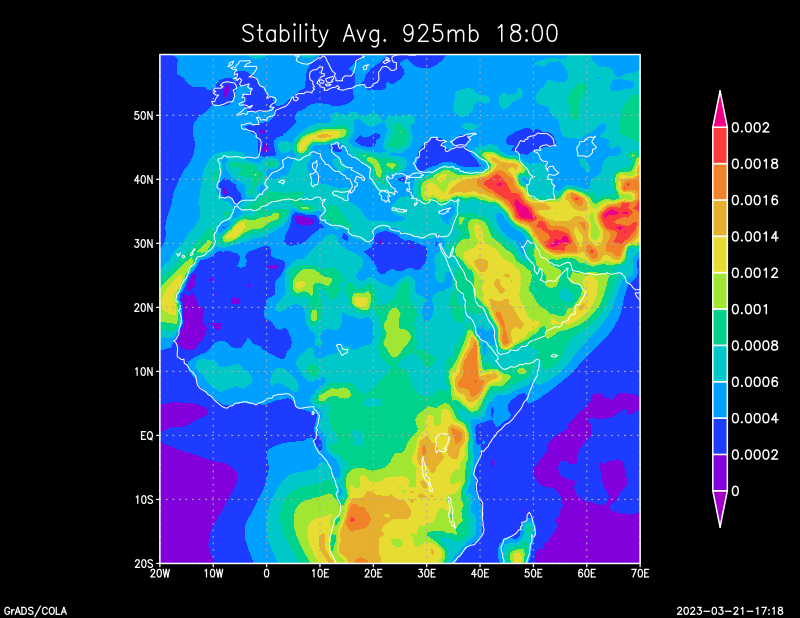 Stability Avg. 925mb 18:00
50N
40N
30N
20N
10N
EQ
10S
20S
20W 10W 0 10E 20E 30E 40E 50E 60E 70E
0.002
0.0018
0.0016
0.0014
0.0012
0.001
0.0008
0.0006
0.0004
0.0002
0
GrADS/COLA
2023-03-21-17:18